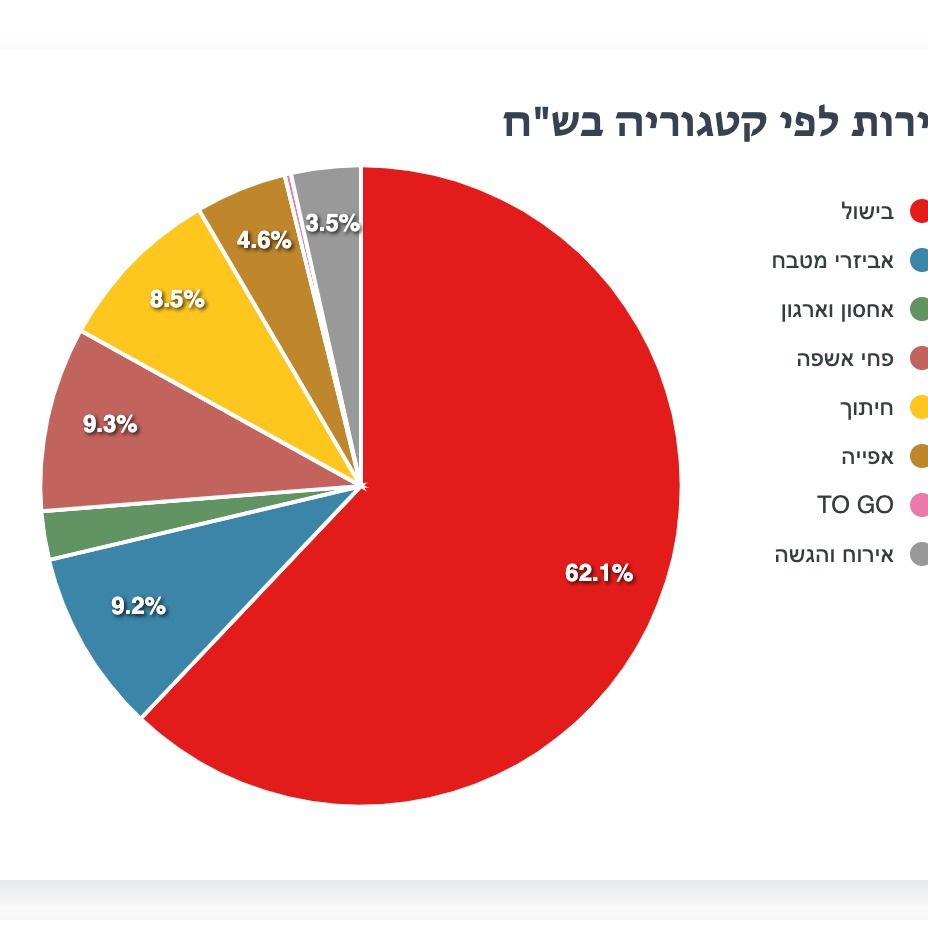 ירות לפי קטגוריה בש"ח
בישול
אביזרי מטבח
אחסון וארגון
פחי אשפה
חיתוך
אפייה
TO GO
אירוח והגשה
3.5%
4.6%
8.5%
9.3%
9.2%
62.1%